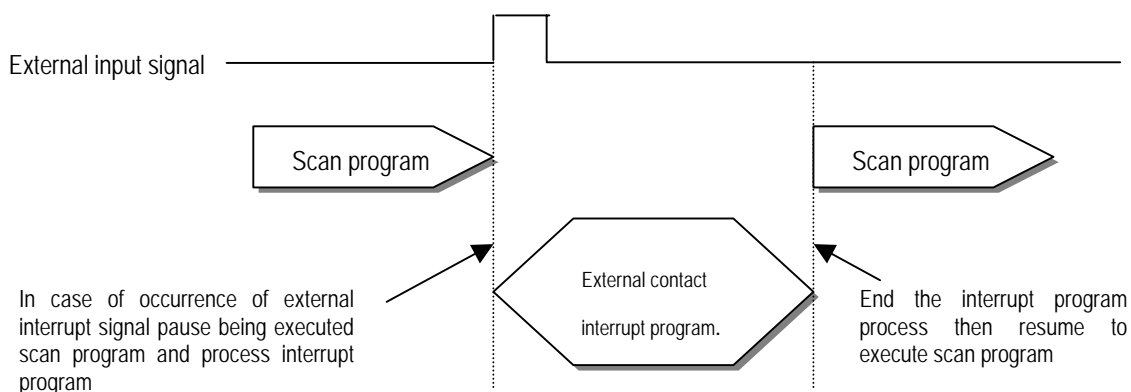 External input signal
Scan program
Scan program
External contact
interrupt program.
In case of occurrence of external
interrupt signal pause being executed
scan program and process interrupt
program
End the interrupt program
process then resume to
execute scan program